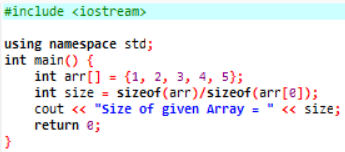 #include <iostream>
using namespace std;
int main() {
int arr[] = {1, 2, 3, 4, 5};
int size = sizeof(arr)/sizeof(arr[0]);
cout << "Size of given Array = " << size;
return 0;
}